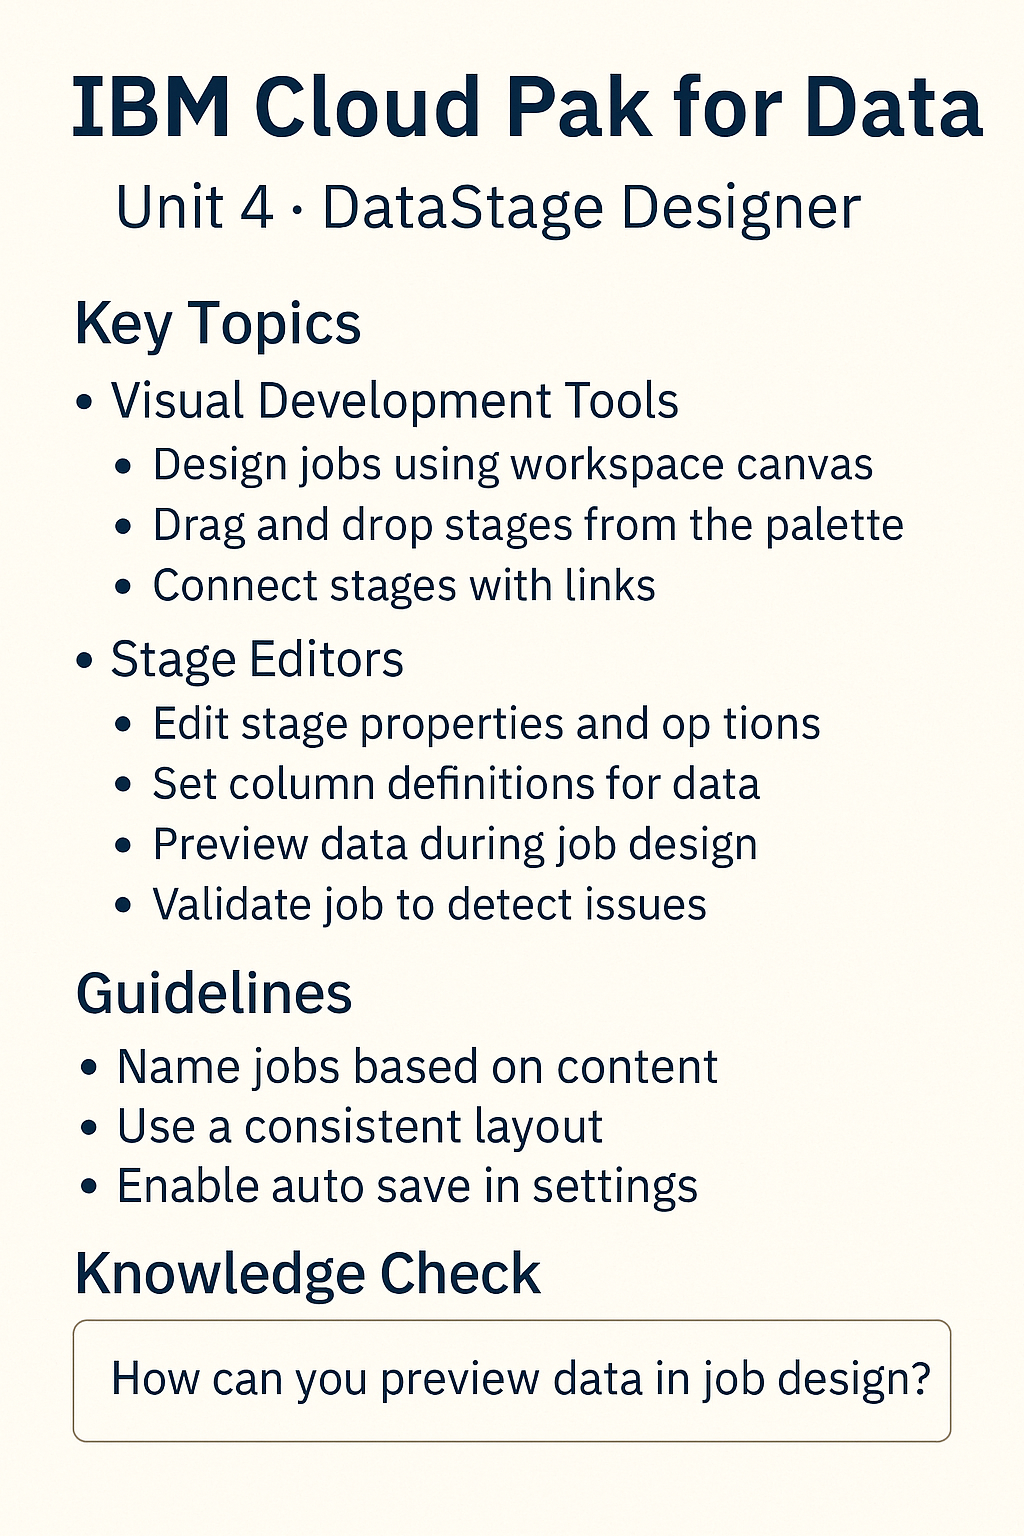 IBM Cloud Pak for Data
Unit 4 · DataStage Designer
Key Topics
• Visual Development Tools
• Design jobs using workspace canvas
• Drag and drop stages from the palette
• Connect stages with links
• Stage Editors
• Edit stage properties and op tions
• Set column definitions for data
• Preview data during job design
• Validate job to detect issues
Guidelines
• Name jobs based on content
• Use a consistent layout
• Enable auto save in settings
Knowledge Check
How can you preview data in job design?